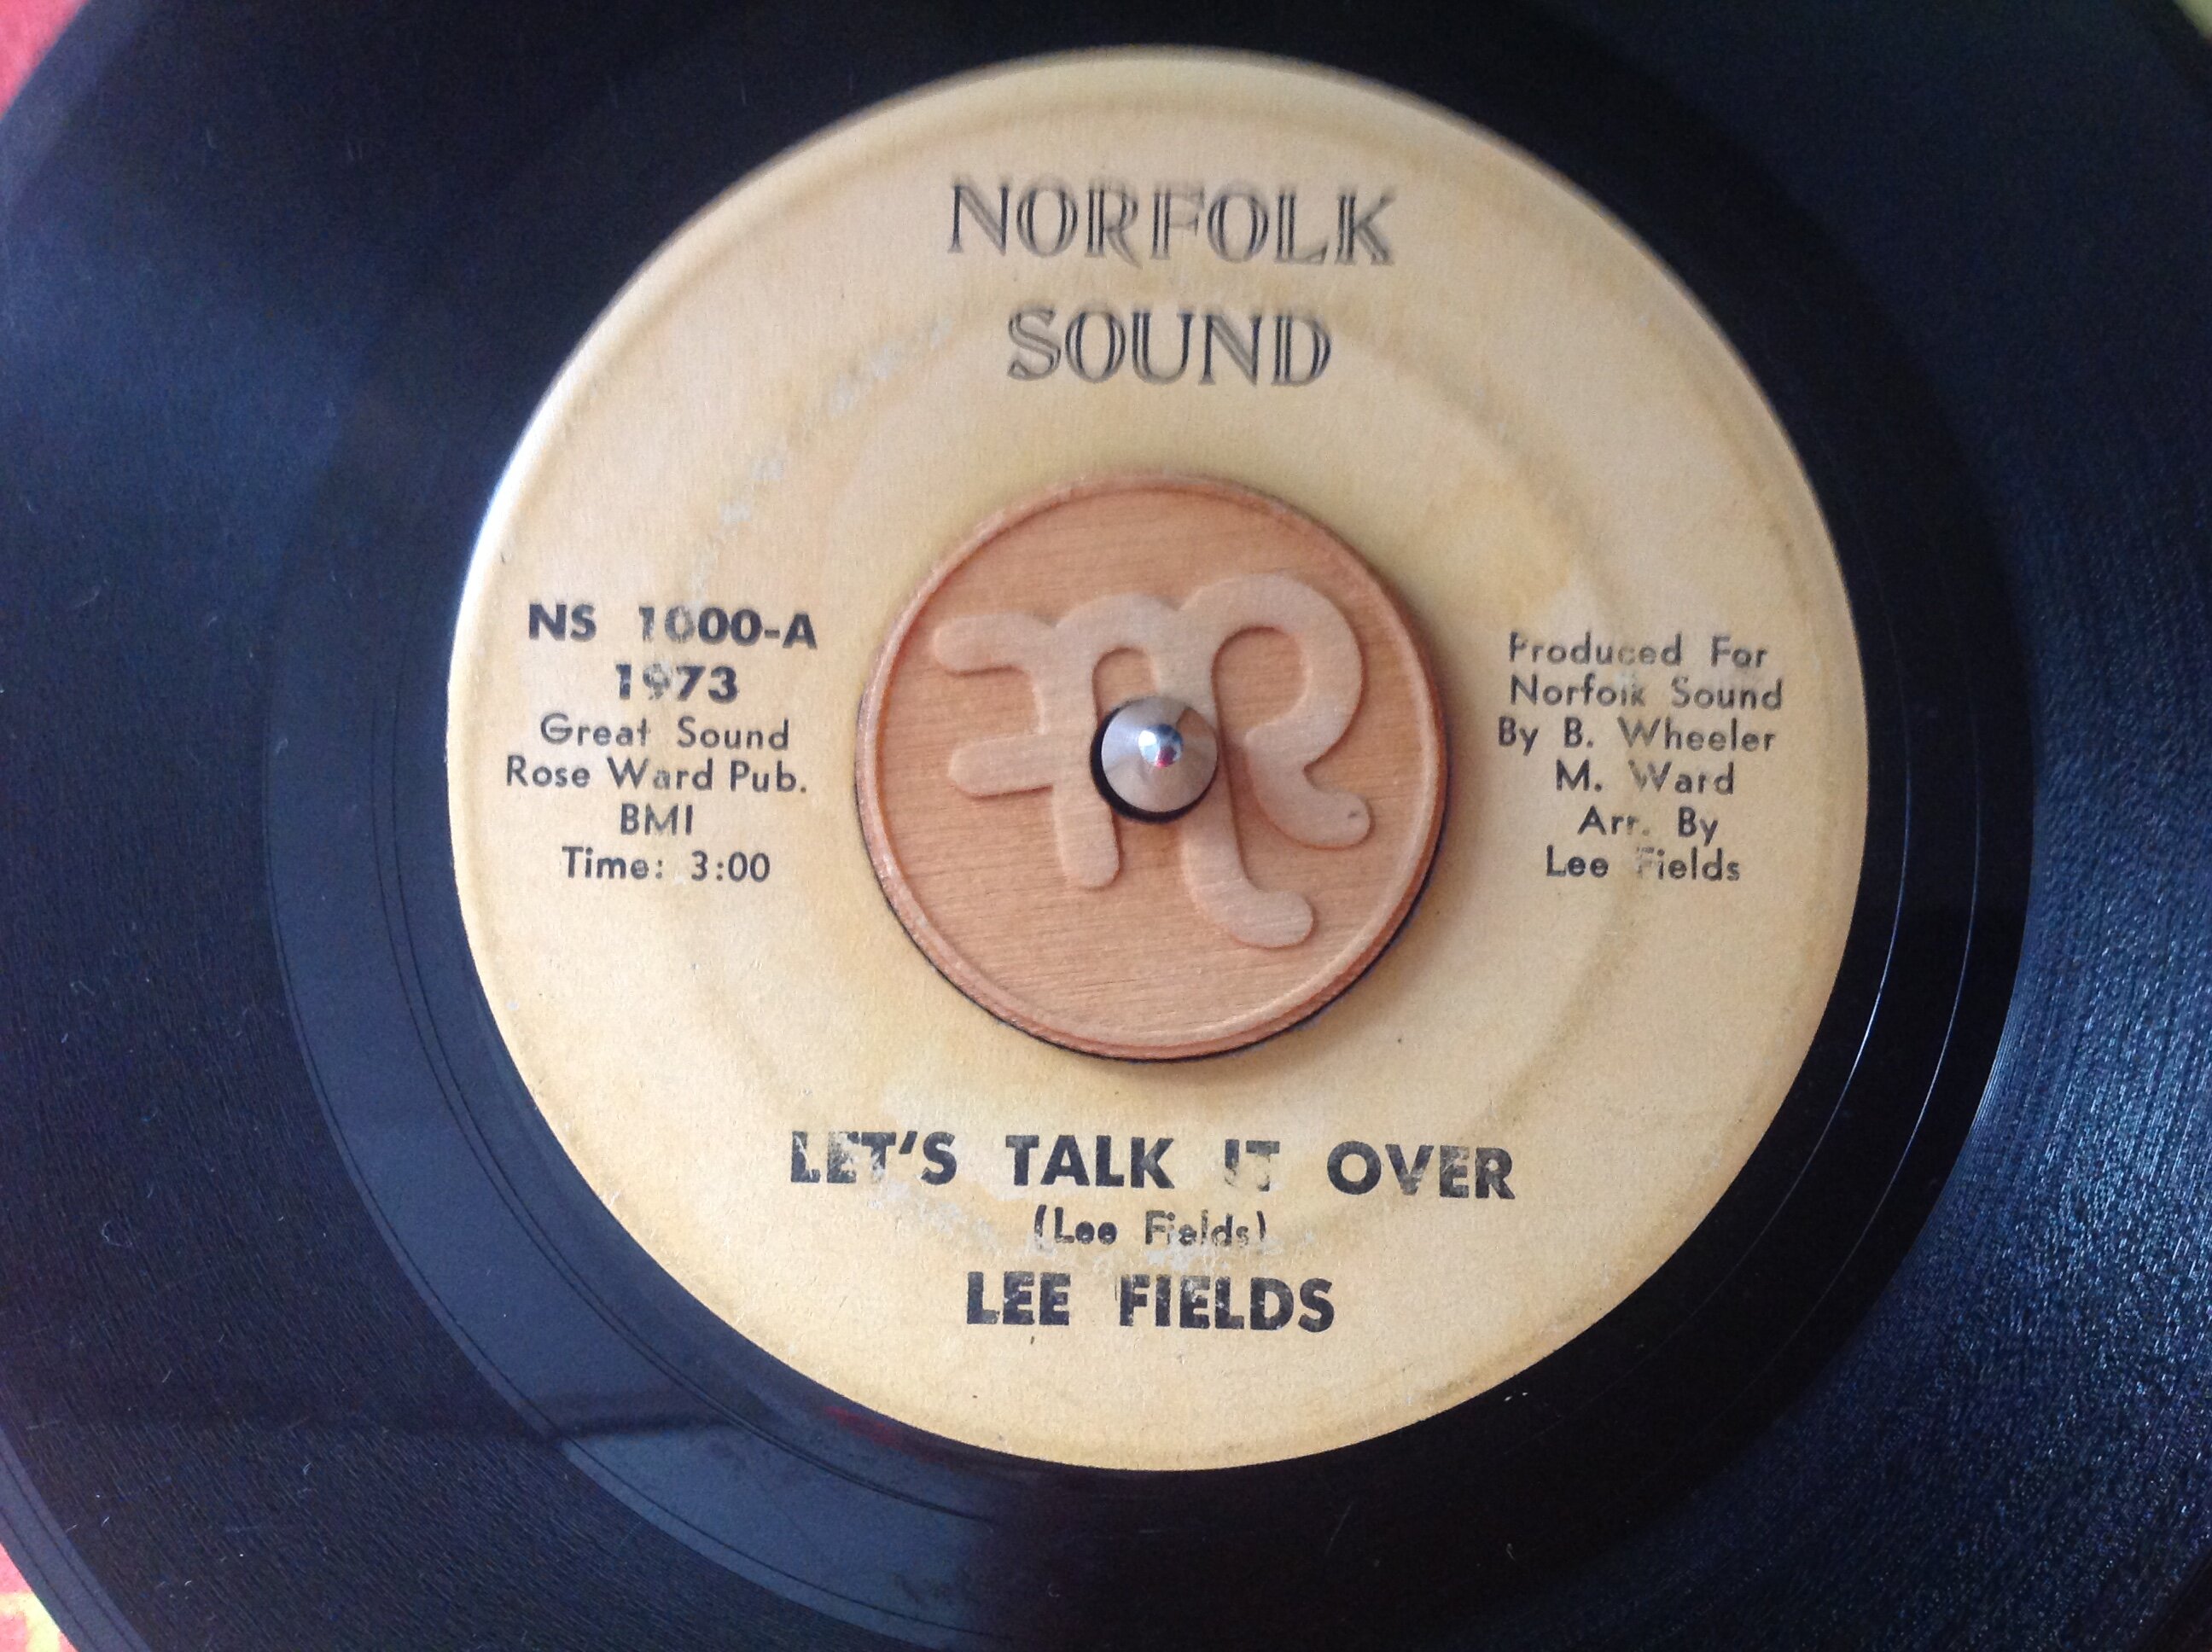 NORFOLK
SOUND
NS 1000-A
1973
Great Sound
Rose Ward Pub.
BMI
Time: 3:00
Produced For
Norfolk Sound
By B. Wheeler
M. Ward
Arr. By
Lee Fields
LET'S TALK IT OVER
(Lee Fields)
LEE FIELDS